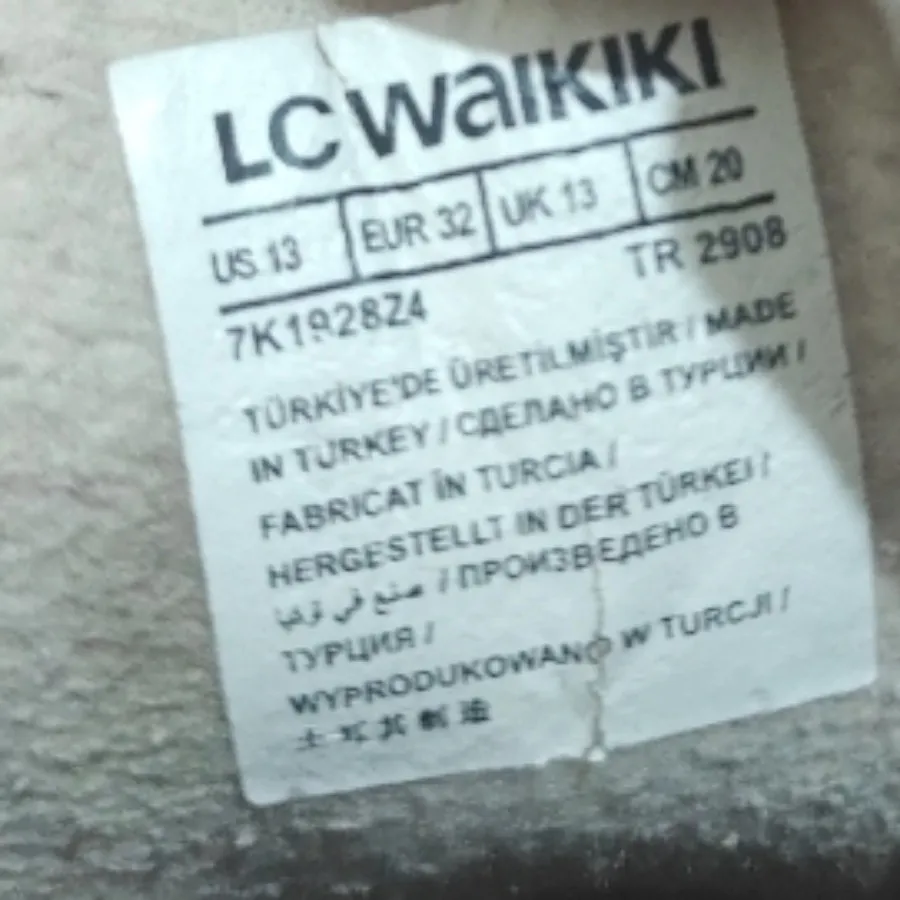 LC WAIKIKI
US 13 EUR 32 UK 13 CM 20
7K1928Z4 TR 2908
TÜRKİYE'DE ÜRETİLMİŞTİR / MADE
IN TURKEY / СДЕЛАНО В ТУРЦИИ /
FABRICAT ÎN TURCIA /
HERGESTELLT IN DER TÜRKEI /
صنع في تركيا / ПРОИЗВЕДЕНО В
ТУРЦИЯ /
WYPRODUKOWANO W TURCJI /
土耳其制造